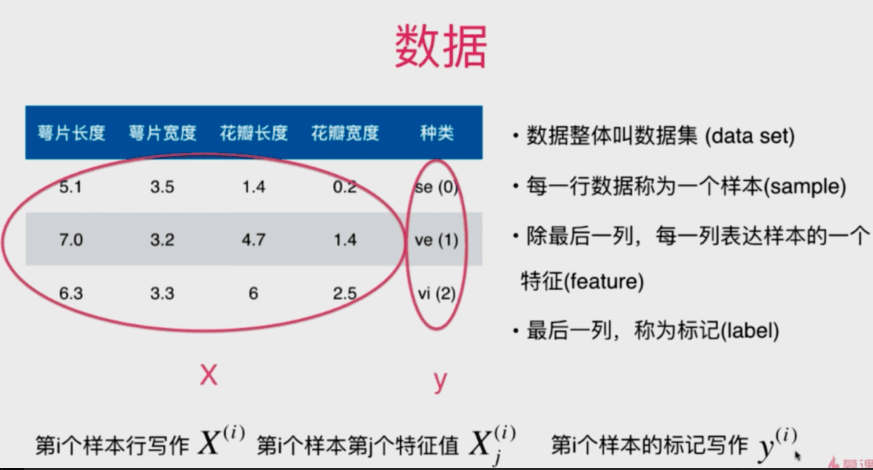 数据
萼片长度 萼片宽度 花瓣长度 花瓣宽度 种类
5.1 3.5 1.4 0.2 se (0)
7.0 3.2 4.7 1.4 ve (1)
6.3 3.3 6 2.5 vi (2)
X y
• 数据整体叫数据集 (data set)
• 每一行数据称为一个样本(sample)
• 除最后一列，每一列表达样本的一个
特征(feature)
• 最后一列，称为标记(label)
第i个样本行写作 X^(i) 第i个样本第j个特征值 X_j^(i) 第i个样本的标记写作 y^(i)